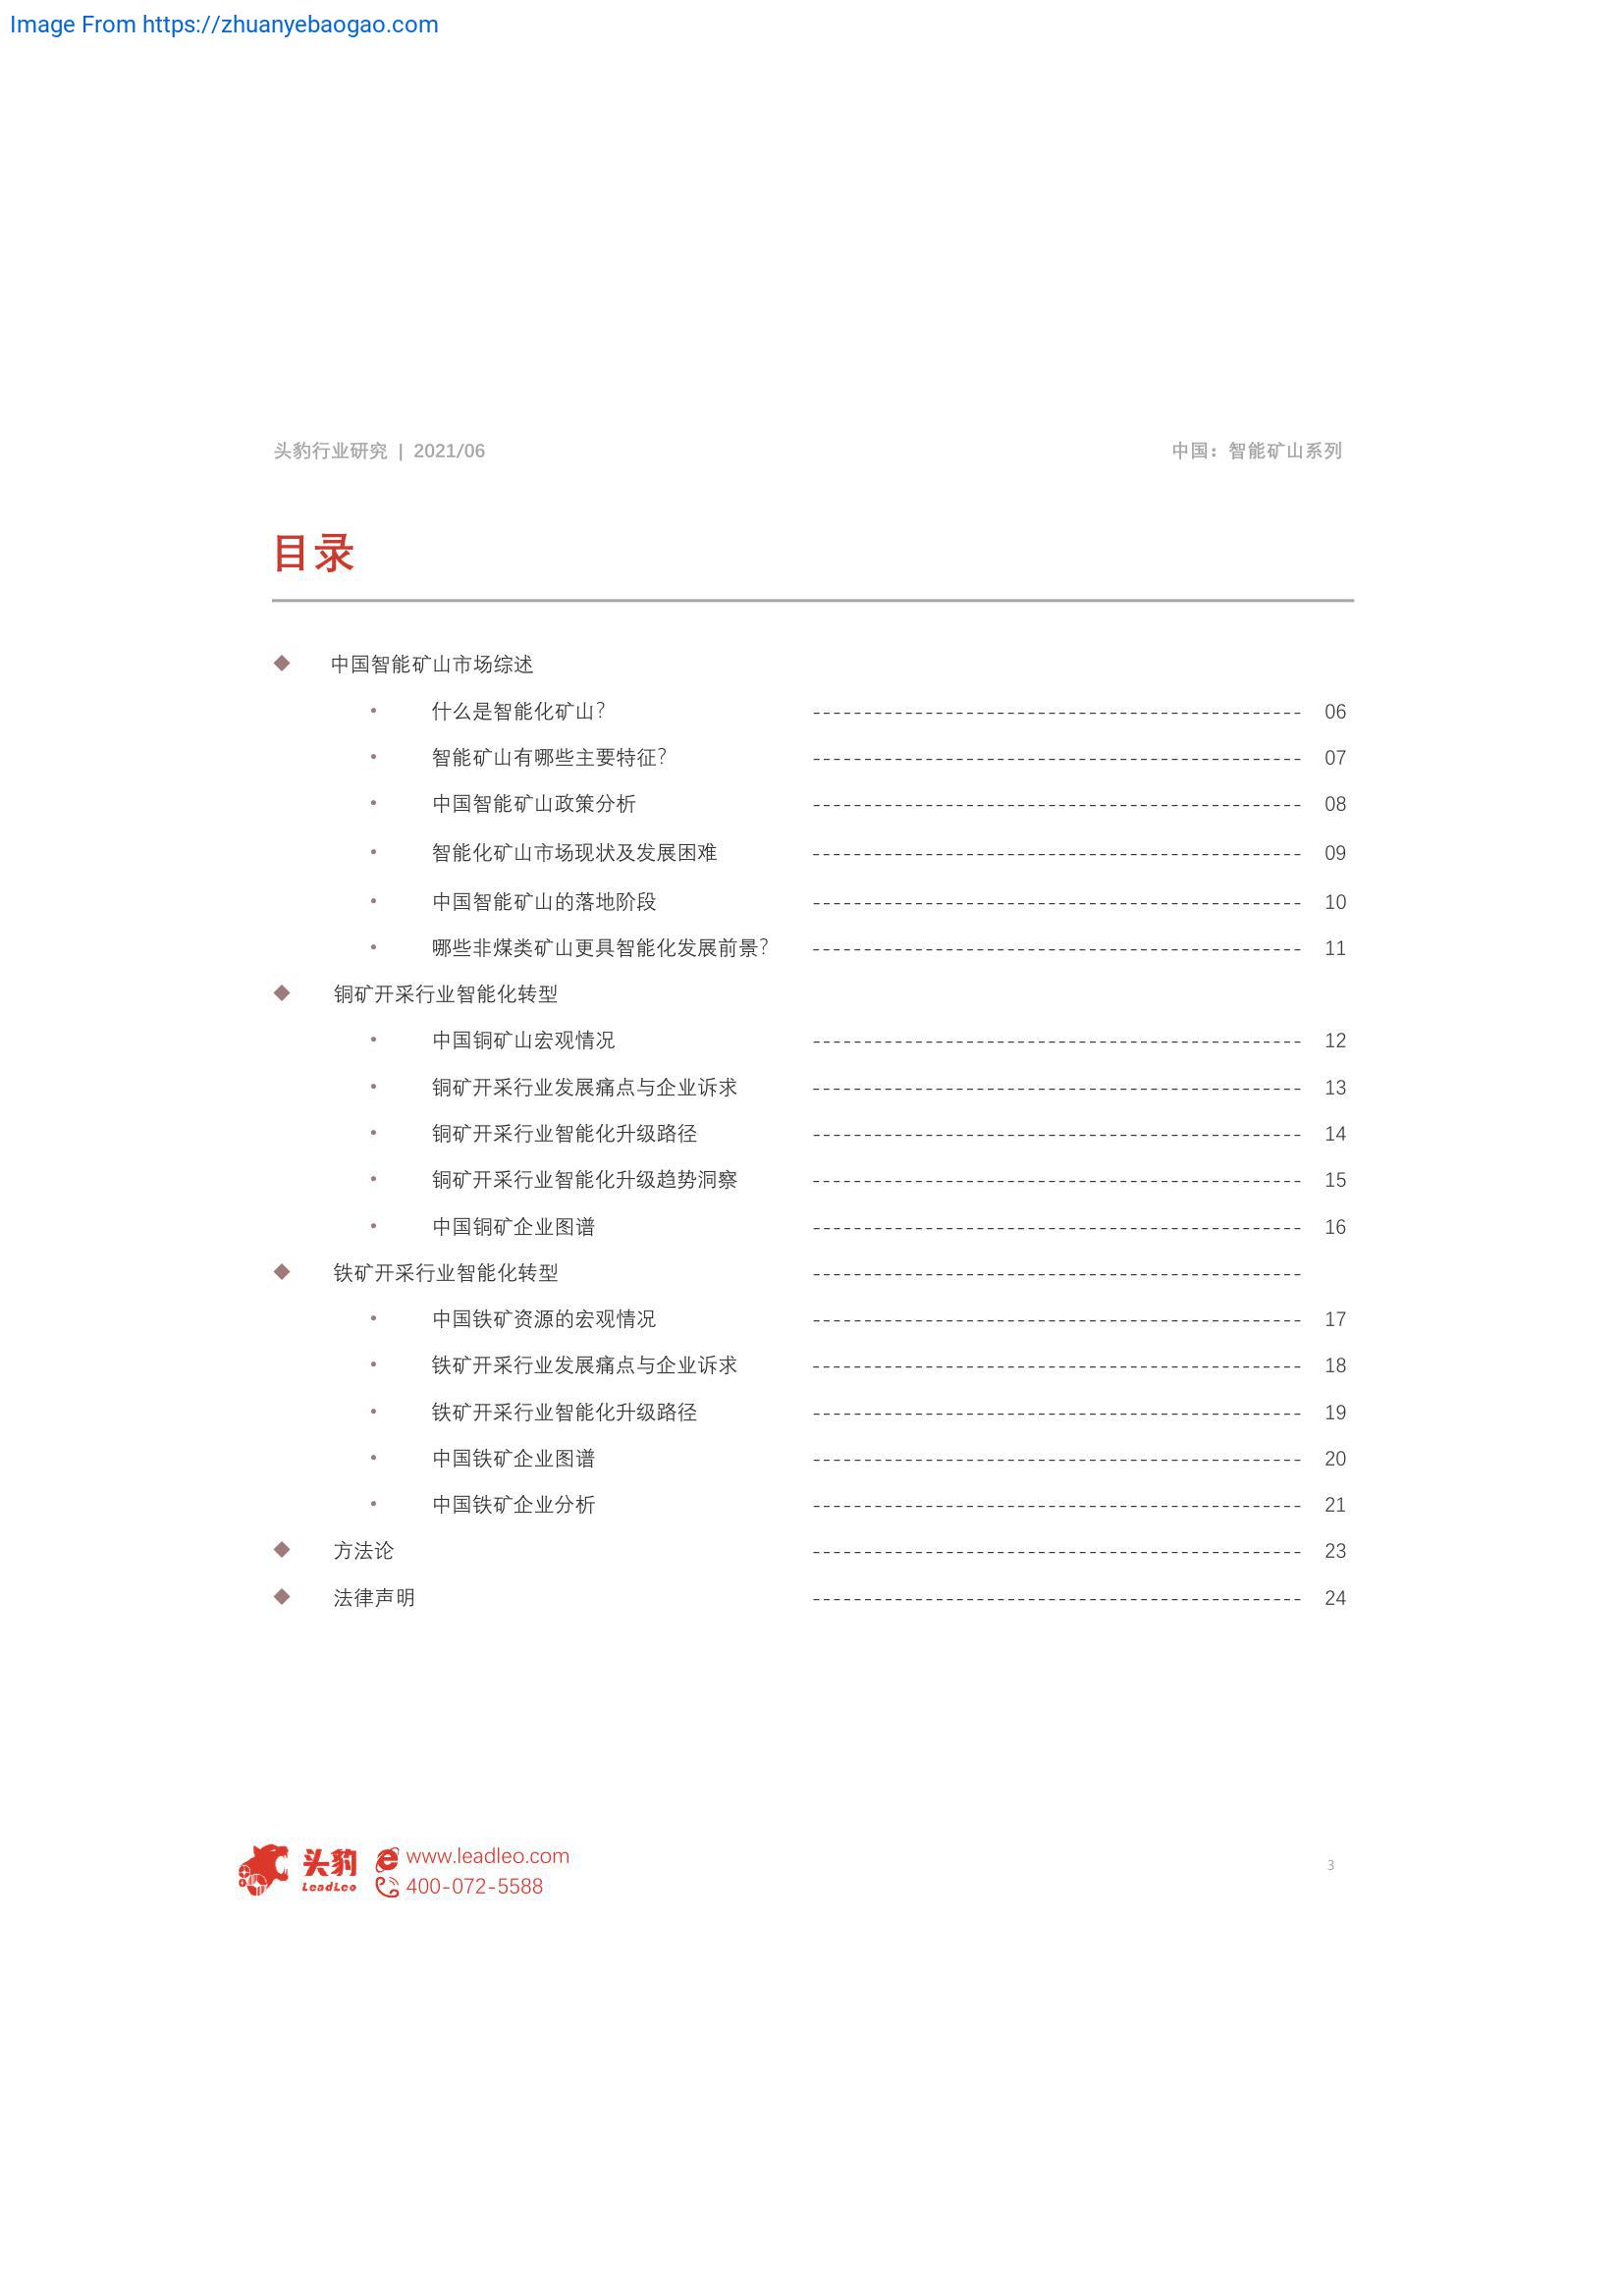 Image From https://zhuanyebaogao.com
头豹行业研究 | 2021/06 中国：智能矿山系列
目录
◆ 中国智能矿山市场综述
• 什么是智能化矿山？ ------------------------------------------------ 06
• 智能矿山有哪些主要特征？ ------------------------------------------------ 07
• 中国智能矿山政策分析 ------------------------------------------------ 08
• 智能化矿山市场现状及发展困难 ------------------------------------------------ 09
• 中国智能矿山的落地阶段 ------------------------------------------------ 10
• 哪些非煤类矿山更具智能化发展前景？ ------------------------------------------------ 11
◆ 铜矿开采行业智能化转型
• 中国铜矿山宏观情况 ------------------------------------------------ 12
• 铜矿开采行业发展痛点与企业诉求 ------------------------------------------------ 13
• 铜矿开采行业智能化升级路径 ------------------------------------------------ 14
• 铜矿开采行业智能化升级趋势洞察 ------------------------------------------------ 15
• 中国铜矿企业图谱 ------------------------------------------------ 16
◆ 铁矿开采行业智能化转型 ------------------------------------------------
• 中国铁矿资源的宏观情况 ------------------------------------------------ 17
• 铁矿开采行业发展痛点与企业诉求 ------------------------------------------------ 18
• 铁矿开采行业智能化升级路径 ------------------------------------------------ 19
• 中国铁矿企业图谱 ------------------------------------------------ 20
• 中国铁矿企业分析 ------------------------------------------------ 21
◆ 方法论 ------------------------------------------------ 23
◆ 法律声明 ------------------------------------------------ 24
头豹
LeadLeo
www.leadleo.com
400-072-5588
3